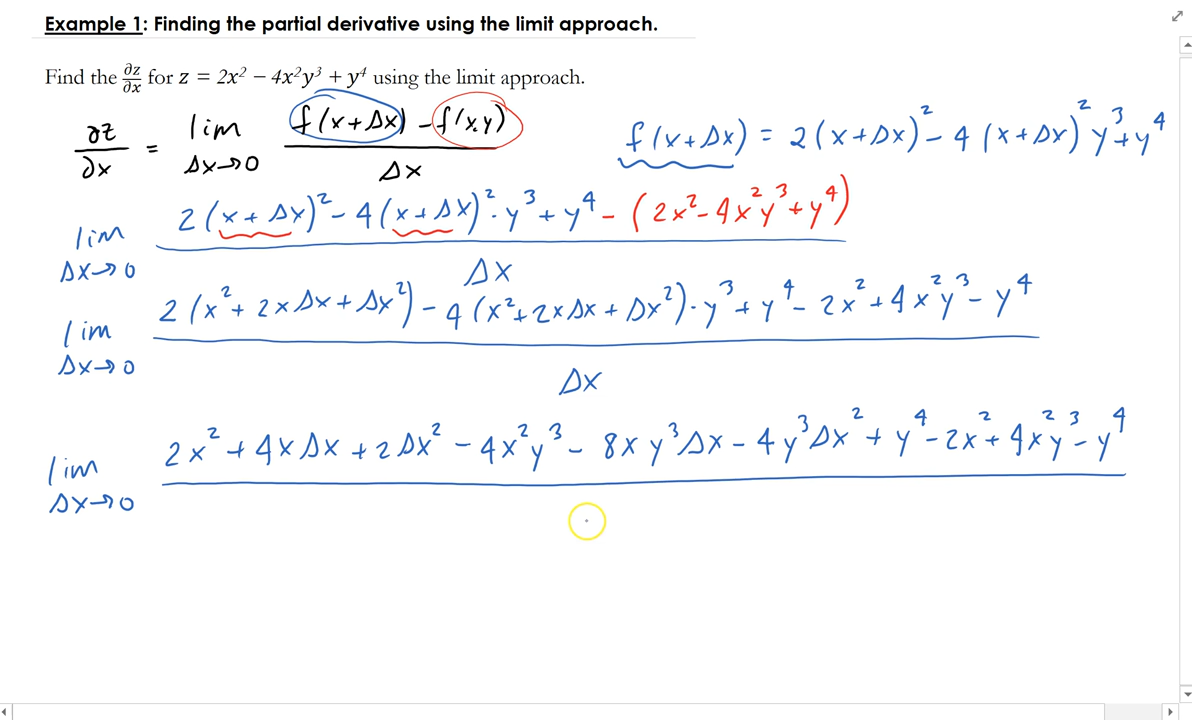 Example 1: Finding the partial derivative using the limit approach.
Find the ∂z/∂x for z = 2x² − 4x²y³ + y⁴ using the limit approach.
∂z/∂x = lim Δx→0 (f(x+Δx) − f(x,y))/Δx
f(x+Δx) = 2(x+Δx)² − 4(x+Δx)²y³ + y⁴
lim Δx→0 (2(x+Δx)² − 4(x+Δx)²·y³ + y⁴ − (2x² − 4x²y³ + y⁴))/Δx
lim Δx→0 (2(x² + 2xΔx + Δx²) − 4(x² + 2xΔx + Δx²)·y³ + y⁴ − 2x² + 4x²y³ − y⁴)/Δx
lim Δx→0 2x² + 4xΔx + 2Δx² − 4x²y³ − 8xy³Δx − 4y³Δx² + y⁴ − 2x² + 4x²y³ − y⁴